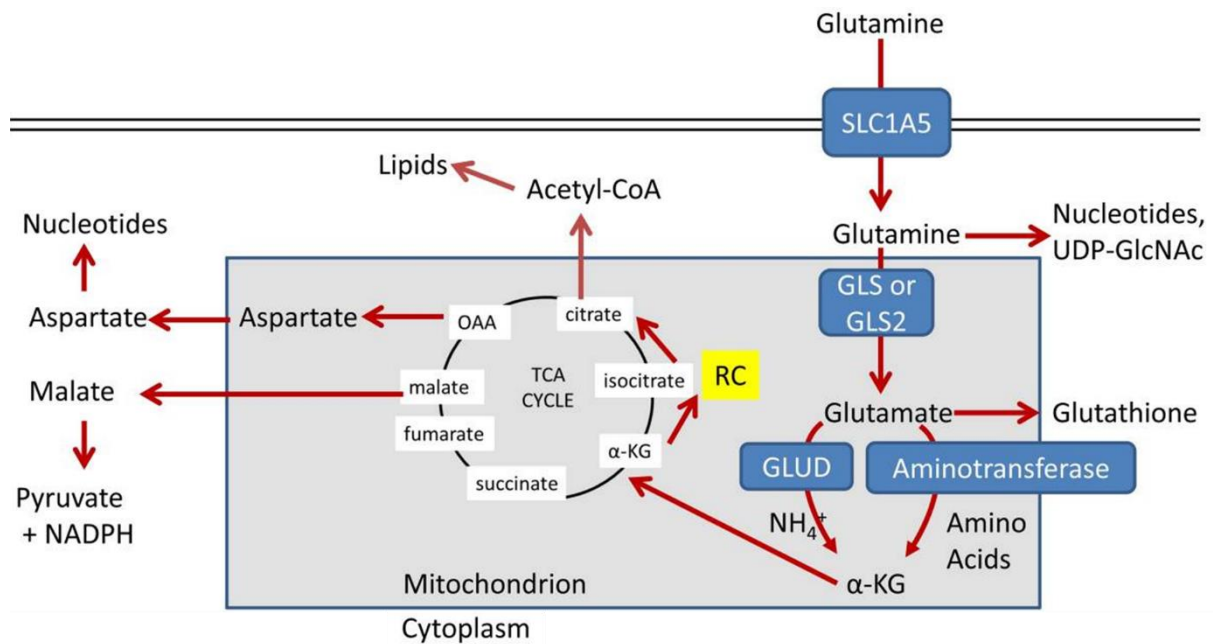 Glutamine
SLC1A5
Lipids
Acetyl-CoA
Nucleotides
Glutamine
Nucleotides,
UDP-GlcNAc
GLS or
GLS2
Aspartate
Aspartate
OAA
citrate
Malate
malate
TCA
CYCLE
isocitrate
RC
fumarate
α-KG
succinate
Glutamate
Glutathione
GLUD
Aminotransferase
Pyruvate
+ NADPH
NH₄⁺
Amino
Acids
α-KG
Mitochondrion
Cytoplasm